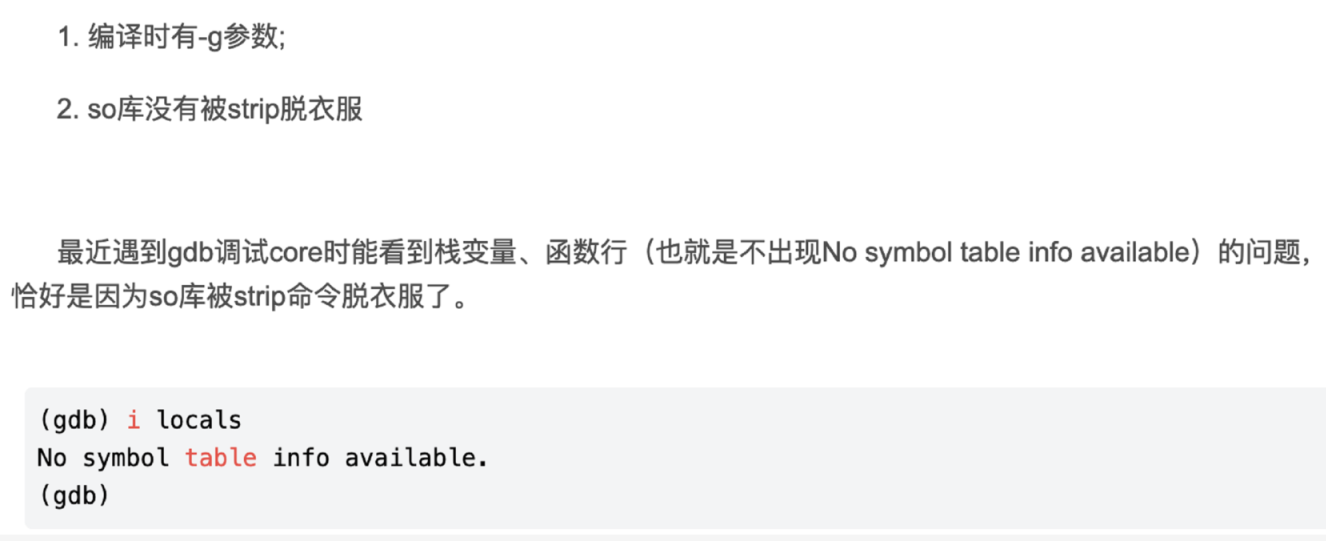 1. 编译时有-g参数;
2. so库没有被strip脱衣服
最近遇到gdb调试core时能看到栈变量、函数行（也就是不出现No symbol table info available）的问题，
恰好是因为so库被strip命令脱衣服了。
(gdb) i locals
No symbol table info available.
(gdb)